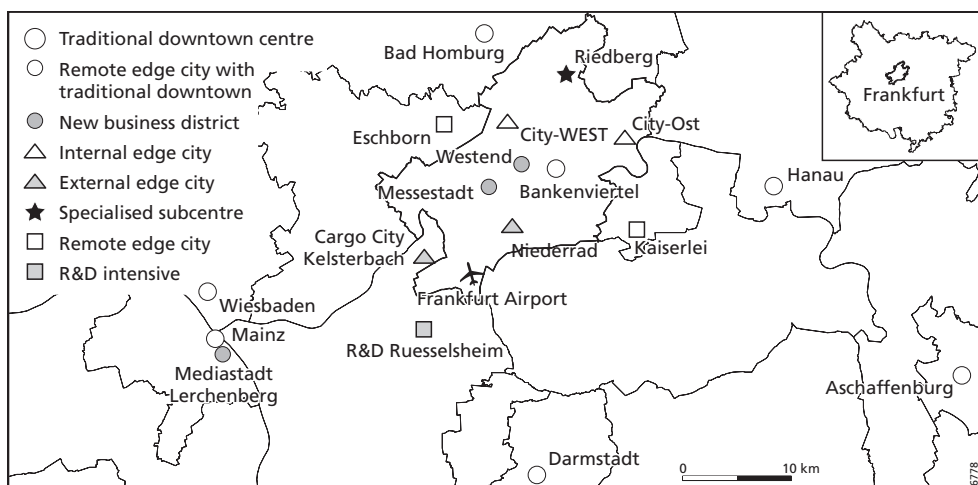 Traditional downtown centre
Remote edge city with
traditional downtown
New business district
Internal edge city
External edge city
Specialised subcentre
Remote edge city
R&D intensive
Bad Homburg
Riedberg
Frankfurt
Eschborn
City-WEST
City-Ost
Westend
Messestadt
Bankenviertel
Hanau
Cargo City
Kelsterbach
Niederrad
Kaiserlei
Frankfurt Airport
Wiesbaden
Mainz
R&D Ruesselsheim
Mediastadt
Lerchenberg
Aschaffenburg
Darmstadt
0 10 km